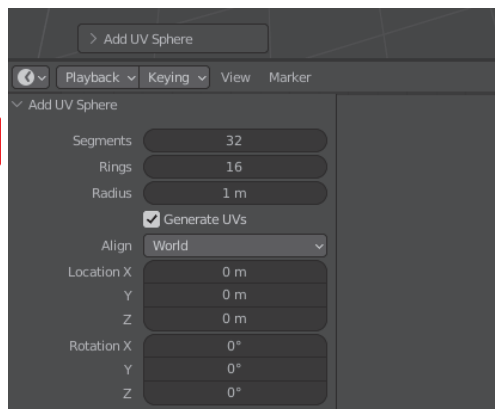 > Add UV Sphere
Playback Keying View Marker
Add UV Sphere
Segments 32
Rings 16
Radius 1 m
Generate UVs
Align World
Location X 0 m
Y 0 m
Z 0 m
Rotation X 0°
Y 0°
Z 0°